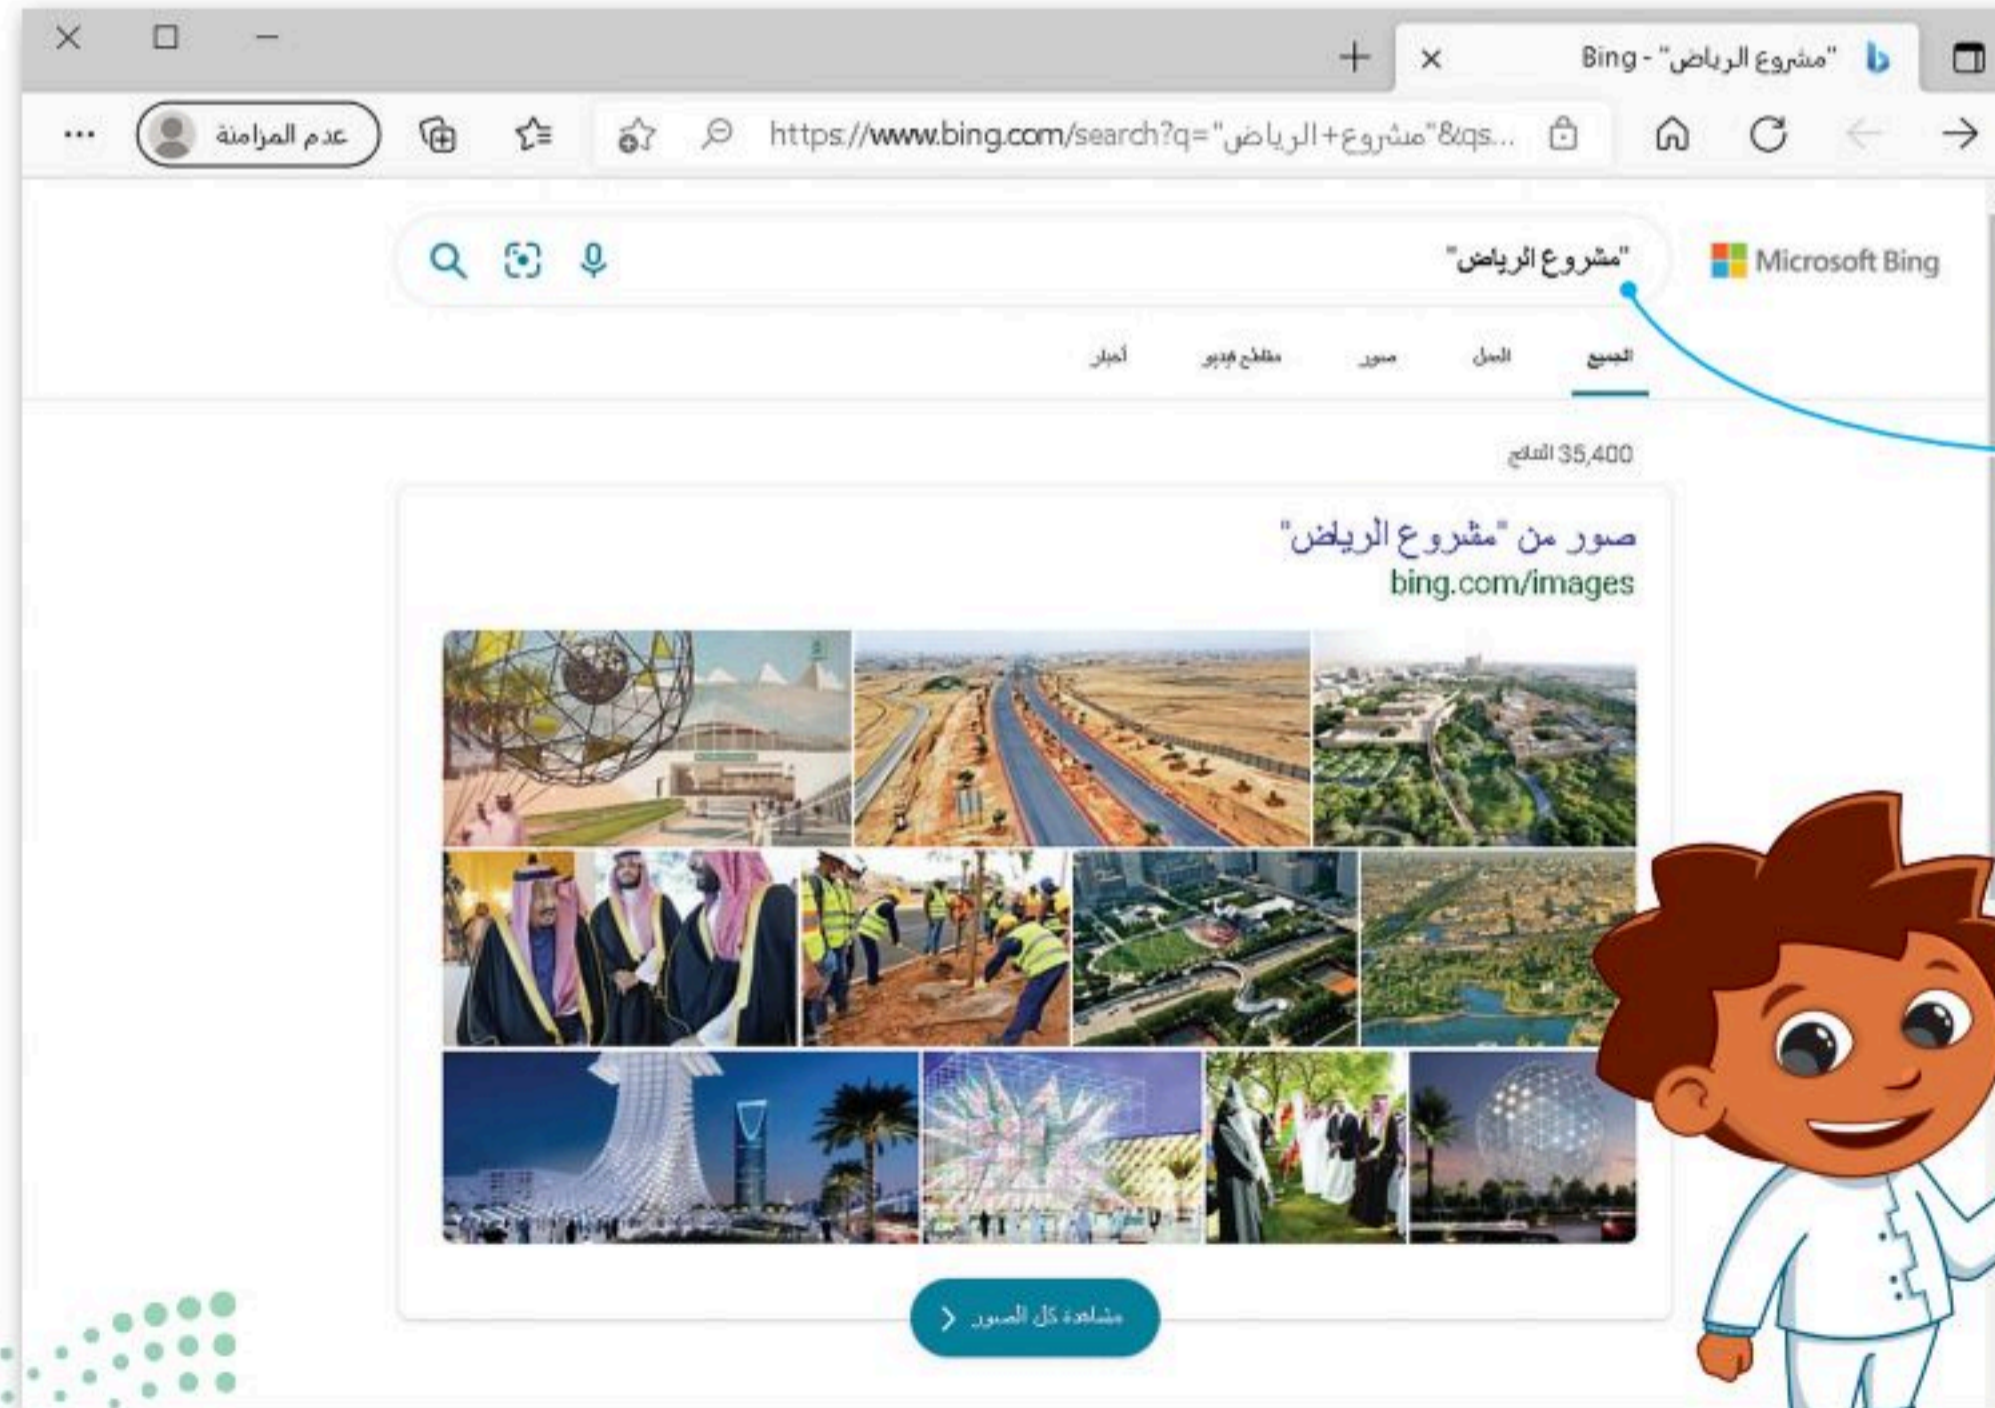 "مشروع الرياض" - Bing
https://www.bing.com/search?q="مشروع+الرياض"&qs...
عدم المزامنة
Microsoft Bing
"مشروع الرياض"
الجميع العمل صور مقاطع فيديو أخبار
35,400 النتائج
صور من "مشروع الرياض"
bing.com/images
مشاهدة كل الصور